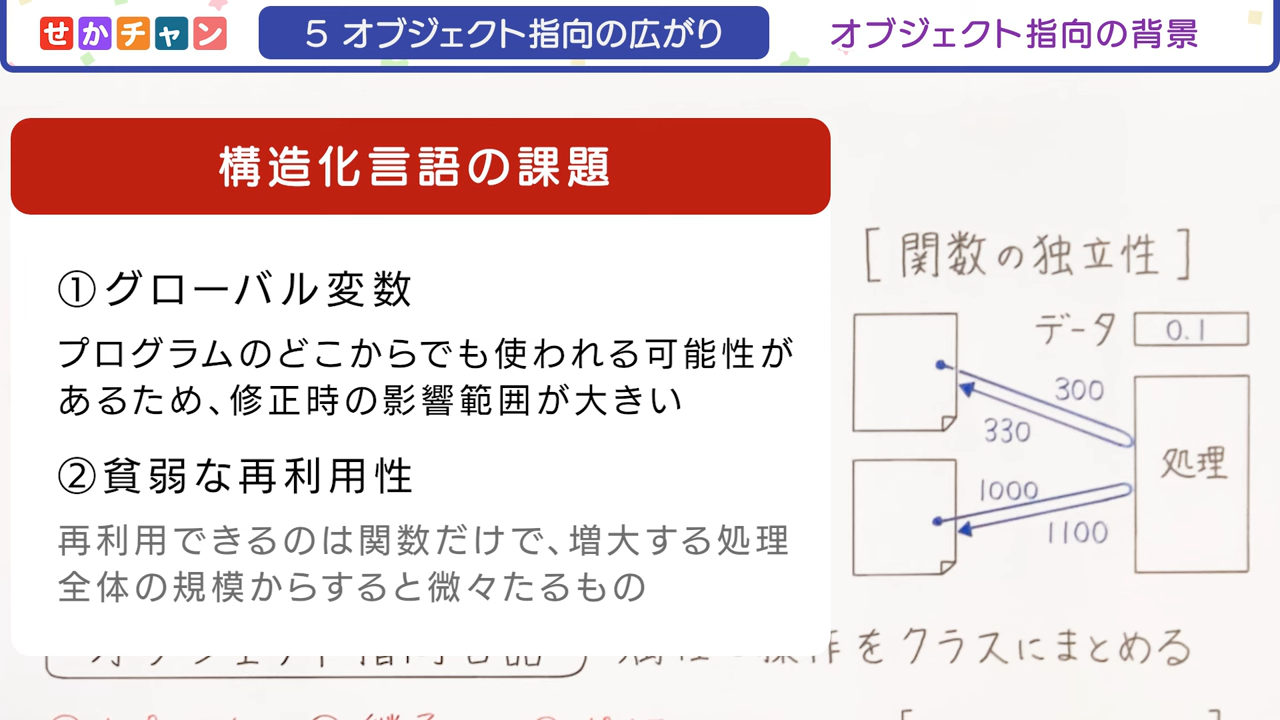 せかチャン
5 オブジェクト指向の広がり
オブジェクト指向の背景
構造化言語の課題
①グローバル変数
プログラムのどこからでも使われる可能性が
あるため、修正時の影響範囲が大きい
②貧弱な再利用性
再利用できるのは関数だけで、増大する処理
全体の規模からすると微々たるもの
[関数の独立性]
データ 0.1
300
330
処理
1000
1100
操作をクラスにまとめる